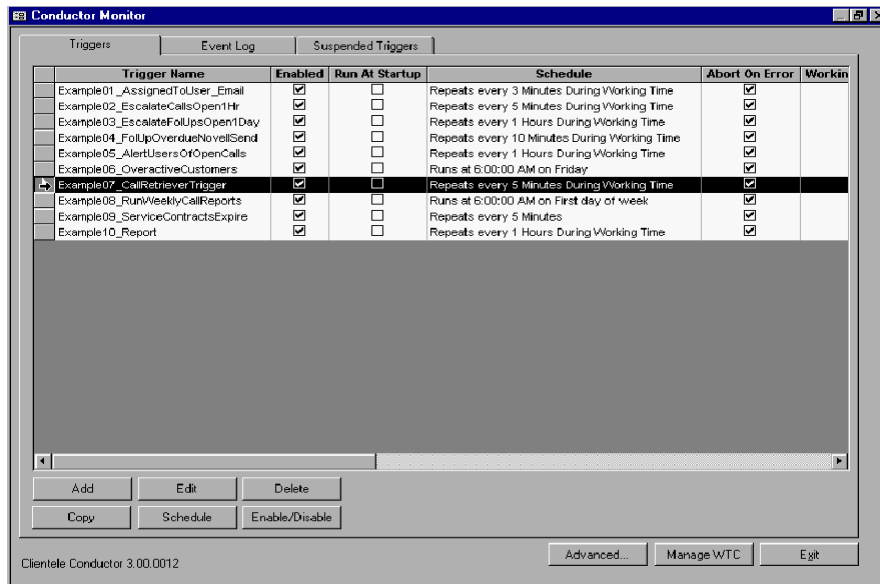 Conductor Monitor
Triggers Event Log Suspended Triggers
Trigger Name Enabled Run At Startup Schedule Abort On Error Workin
Example01_AssignedToUser_Email Repeats every 3 Minutes During Working Time
Example02_EscalateCallsOpen1Hr Repeats every 5 Minutes During Working Time
Example03_EscalateFolUpsOpen1Day Repeats every 1 Hours During Working Time
Example04_FolUpOverdueNovellSend Repeats every 10 Minutes During Working Time
Example05_AlertUsersOfOpenCalls Repeats every 1 Hours During Working Time
Example06_OveractiveCustomers Runs at 6:00:00 AM on Friday
Example07_CallRetrieverTrigger Repeats every 5 Minutes During Working Time
Example08_RunWeeklyCallReports Runs at 6:00:00 AM on First day of week
Example09_ServiceContractsExpire Repeats every 5 Minutes
Example10_Report Repeats every 1 Hours During Working Time
Add Edit Delete
Copy Schedule Enable/Disable
Advanced... Manage WTC Exit
Clientele Conductor 3.00.0012